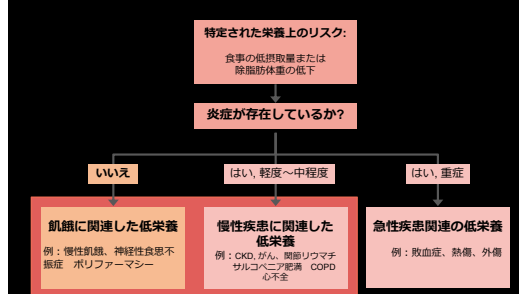 特定された栄養上のリスク:
食事の低摂取量または
除脂肪体重の低下
炎症が存在しているか?
いいえ
はい, 軽度～中程度
はい, 重症
飢餓に関連した低栄養
例：慢性飢餓、神経性食思不
振症　ポリファーマシー
慢性疾患に関連した
低栄養
例：CKD, がん、関節リウマチ
サルコペニア肥満　COPD
心不全
急性疾患関連の低栄養
例：敗血症、熱傷、外傷